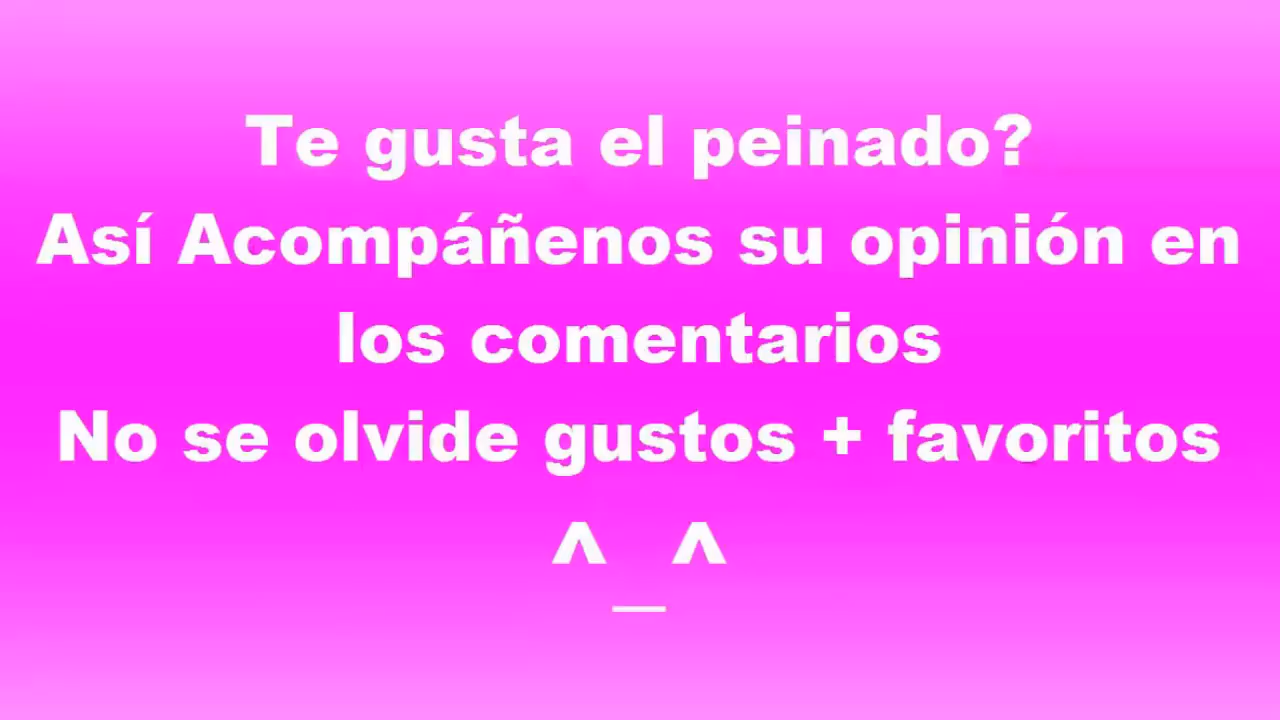 Te gusta el peinado?
Así Acompáñenos su opinión en
los comentarios
No se olvide gustos + favoritos
^_^